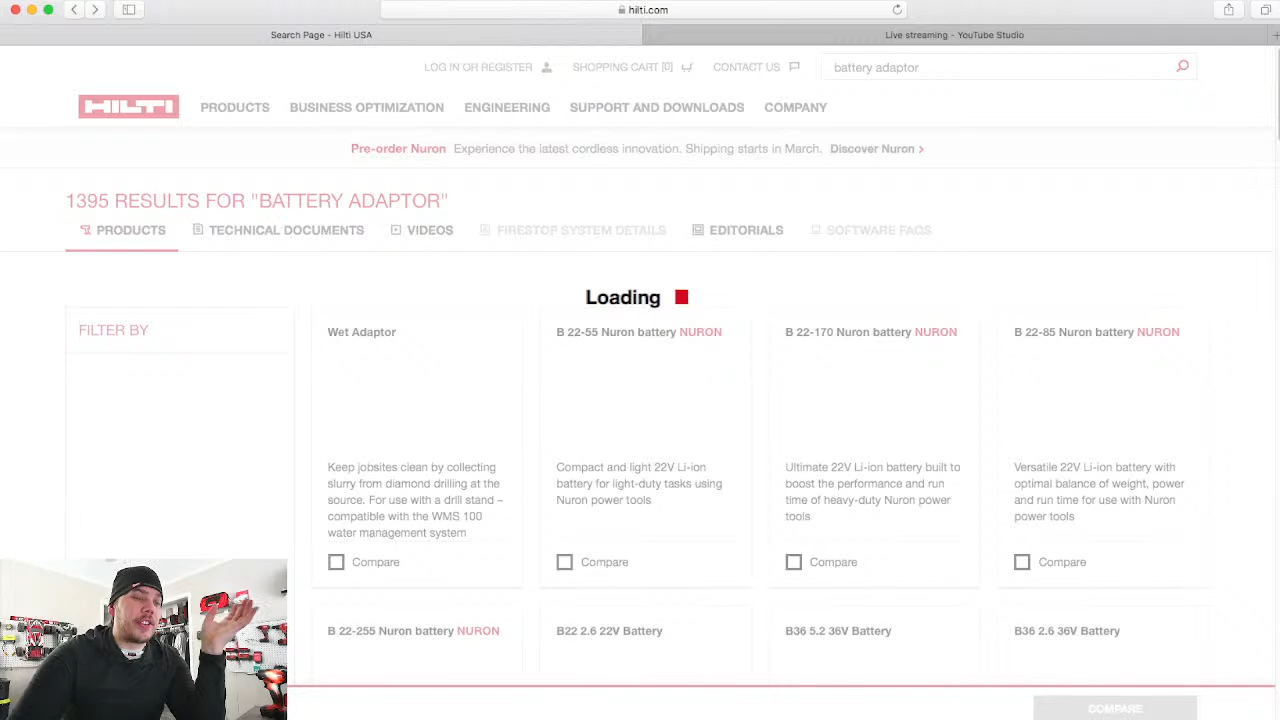 hilti.com
Search Page - Hilti USA
Live streaming - YouTube Studio
LOG IN OR REGISTER
SHOPPING CART [0]
CONTACT US
battery adaptor
HILTI
PRODUCTS
BUSINESS OPTIMIZATION
ENGINEERING
SUPPORT AND DOWNLOADS
COMPANY
Pre-order Nuron Experience the latest cordless innovation. Shipping starts in March. Discover Nuron
1395 RESULTS FOR "BATTERY ADAPTOR"
PRODUCTS
TECHNICAL DOCUMENTS
VIDEOS
FIRESTOP SYSTEM DETAILS
EDITORIALS
SOFTWARE FAQS
Loading
FILTER BY
Wet Adaptor
Keep jobsites clean by collecting
slurry from diamond drilling at the
source. For use with a drill stand –
compatible with the WMS 100
water management system
Compare
B 22-55 Nuron battery NURON
Compact and light 22V Li-ion
battery for light-duty tasks using
Nuron power tools
Compare
B 22-170 Nuron battery NURON
Ultimate 22V Li-ion battery built to
boost the performance and run
time of heavy-duty Nuron power
tools
Compare
B 22-85 Nuron battery NURON
Versatile 22V Li-ion battery with
optimal balance of weight, power
and run time for use with Nuron
power tools
Compare
B 22-255 Nuron battery NURON
B22 2.6 22V Battery
B36 5.2 36V Battery
B36 2.6 36V Battery
COMPARE